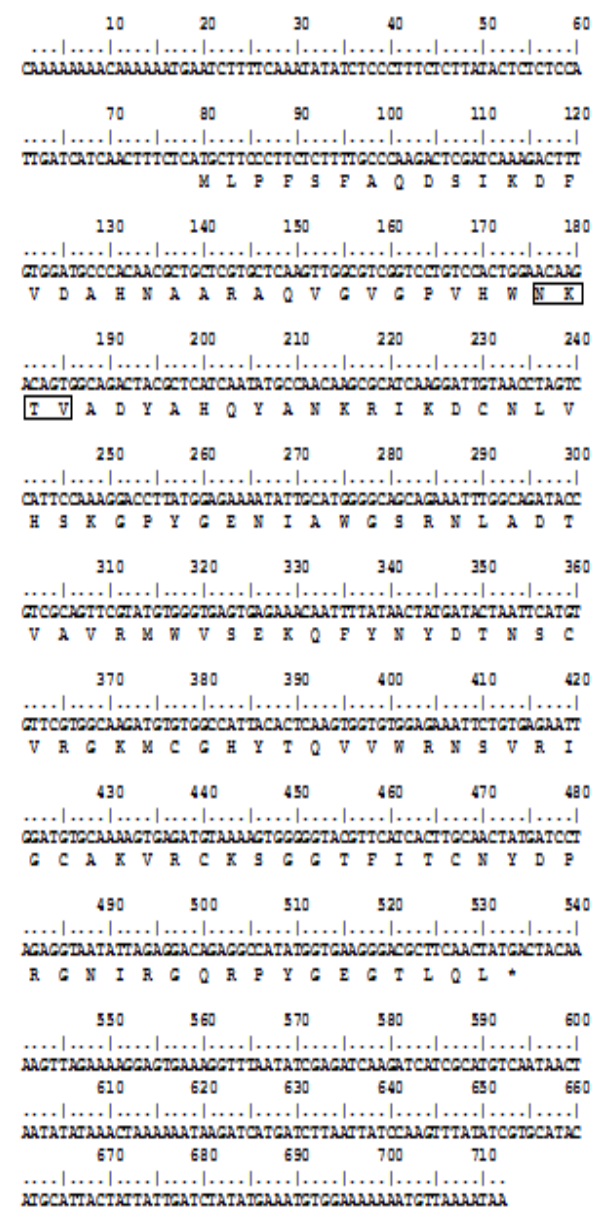 10 20 30 40 50 60
....|....|....|....|....|....|....|....|....|....|....|....|
CAAAAAAAACAAAAAATGAATCTTTTCAAATATATCTCCCTTTCTCTTATACTCTCTCCA
70 80 90 100 110 120
....|....|....|....|....|....|....|....|....|....|....|....|
TTGATCATCAACTTTCTCATGCTTCCCTTCTCTTTTGCCCAAGACTCGATCAAAGACTTT
M L P F S F A Q D S I K D F
130 140 150 160 170 180
....|....|....|....|....|....|....|....|....|....|....|....|
GTGGATGCCCACAACGCTGCTCGTGCTCAAGTTGGCGTCGGTCCTGTCCACTGGAACAAG
V D A H N A A R A Q V G V G P V H W N K
190 200 210 220 230 240
....|....|....|....|....|....|....|....|....|....|....|....|
ACAGTGGCAGACTACGCTCATCAATATGCCAACAAGCGCATCAAGGATTGTAACCTAGTC
T V A D Y A H Q Y A N K R I K D C N L V
250 260 270 280 290 300
....|....|....|....|....|....|....|....|....|....|....|....|
CATTCCAAAGGACCTTATGGAGAAAATATTGCATGGGGCAGCAGAAATTTGGCAGATACC
H S K G P Y G E N I A W G S R N L A D T
310 320 330 340 350 360
....|....|....|....|....|....|....|....|....|....|....|....|
GTCGCAGTTCGTATGTGGGTGAGTGAGAAACAATTTTATAACTATGATACTAATTCATGT
V A V R M W V S E K Q F Y N Y D T N S C
370 380 390 400 410 420
....|....|....|....|....|....|....|....|....|....|....|....|
GTTCGTGGCAAGATGTGTGGCCATTACACTCAAGTGGTGTGGAGAAATTCTGTGAGAATT
V R G K M C G H Y T Q V V W R N S V R I
430 440 450 460 470 480
....|....|....|....|....|....|....|....|....|....|....|....|
GGATGTGCAAAAGTGAGATGTAAAAGTGGGGGTACGTTCATCACTTGCAACTATGATCCT
G C A K V R C K S G G T F I T C N Y D P
490 500 510 520 530 540
....|....|....|....|....|....|....|....|....|....|....|....|
AGAGGTAATATTAGAGGACAGAGGCCATATGGTGAAGGGACGCTTCAACTATGACTACAA
R G N I R G Q R P Y G E G T L Q L *
550 560 570 580 590 600
....|....|....|....|....|....|....|....|....|....|....|....|
AAGTTAGAAAAGGAGTGAAAGGTTTAATATCGAGATCAAGATCATCGCATGTCAATAACT
610 620 630 640 650 660
....|....|....|....|....|....|....|....|....|....|....|....|
AATATATAAACTAAAAAATAAGATCATGATCTTAATTATCCAAGTTTATATCGTGCATAC
670 680 690 700 710
....|....|....|....|....|....|....|....|....|....|..
ATGCATTACTATTATTGATCTATATGAAATGTGGAAAAAAATGTTAAAATAA